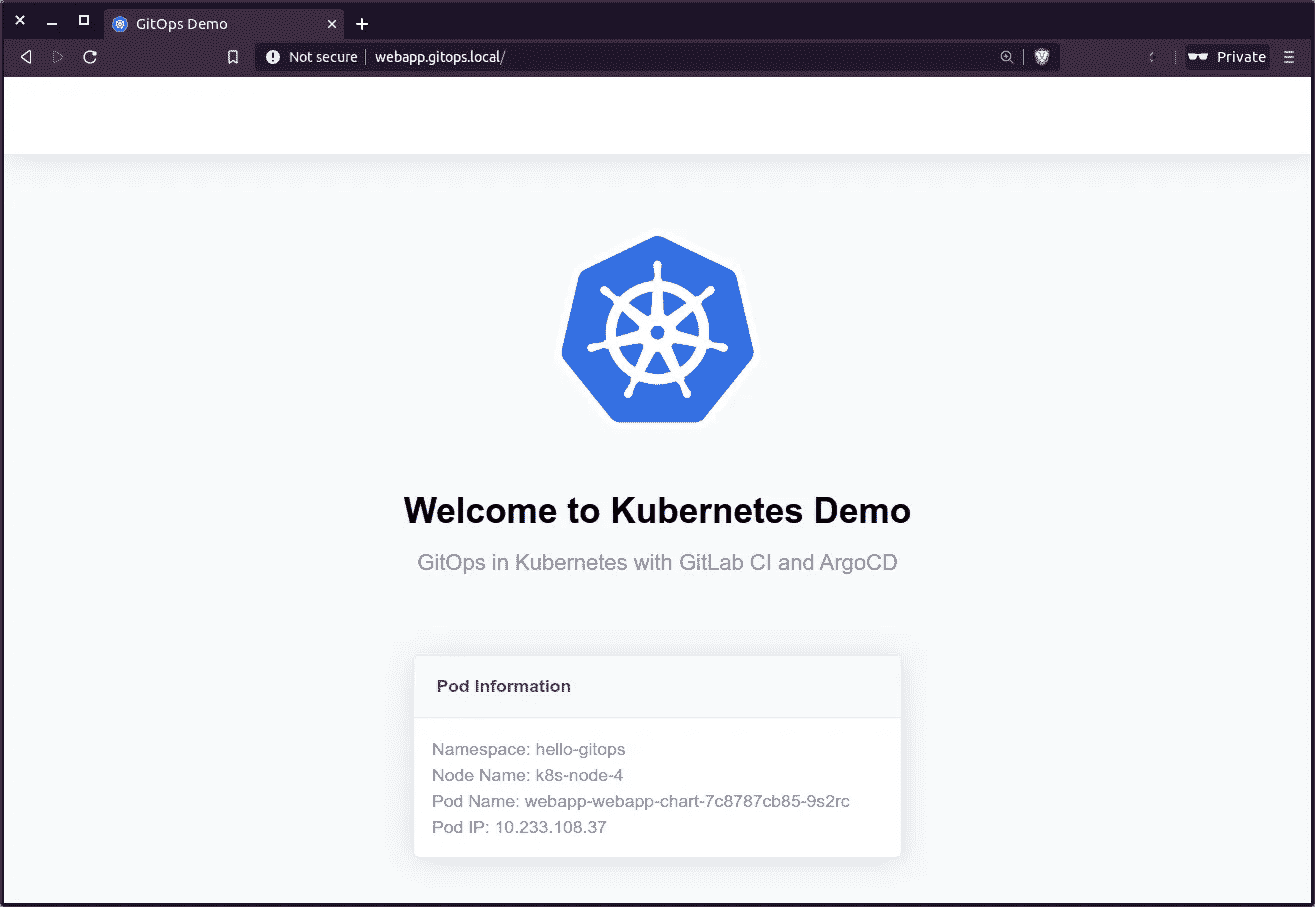 GitOps Demo
Not secure
webapp.gitops.local/
Private
Welcome to Kubernetes Demo
GitOps in Kubernetes with GitLab CI and ArgoCD
Pod Information
Namespace: hello-gitops
Node Name: k8s-node-4
Pod Name: webapp-webapp-chart-7c8787cb85-9s2rc
Pod IP: 10.233.108.37